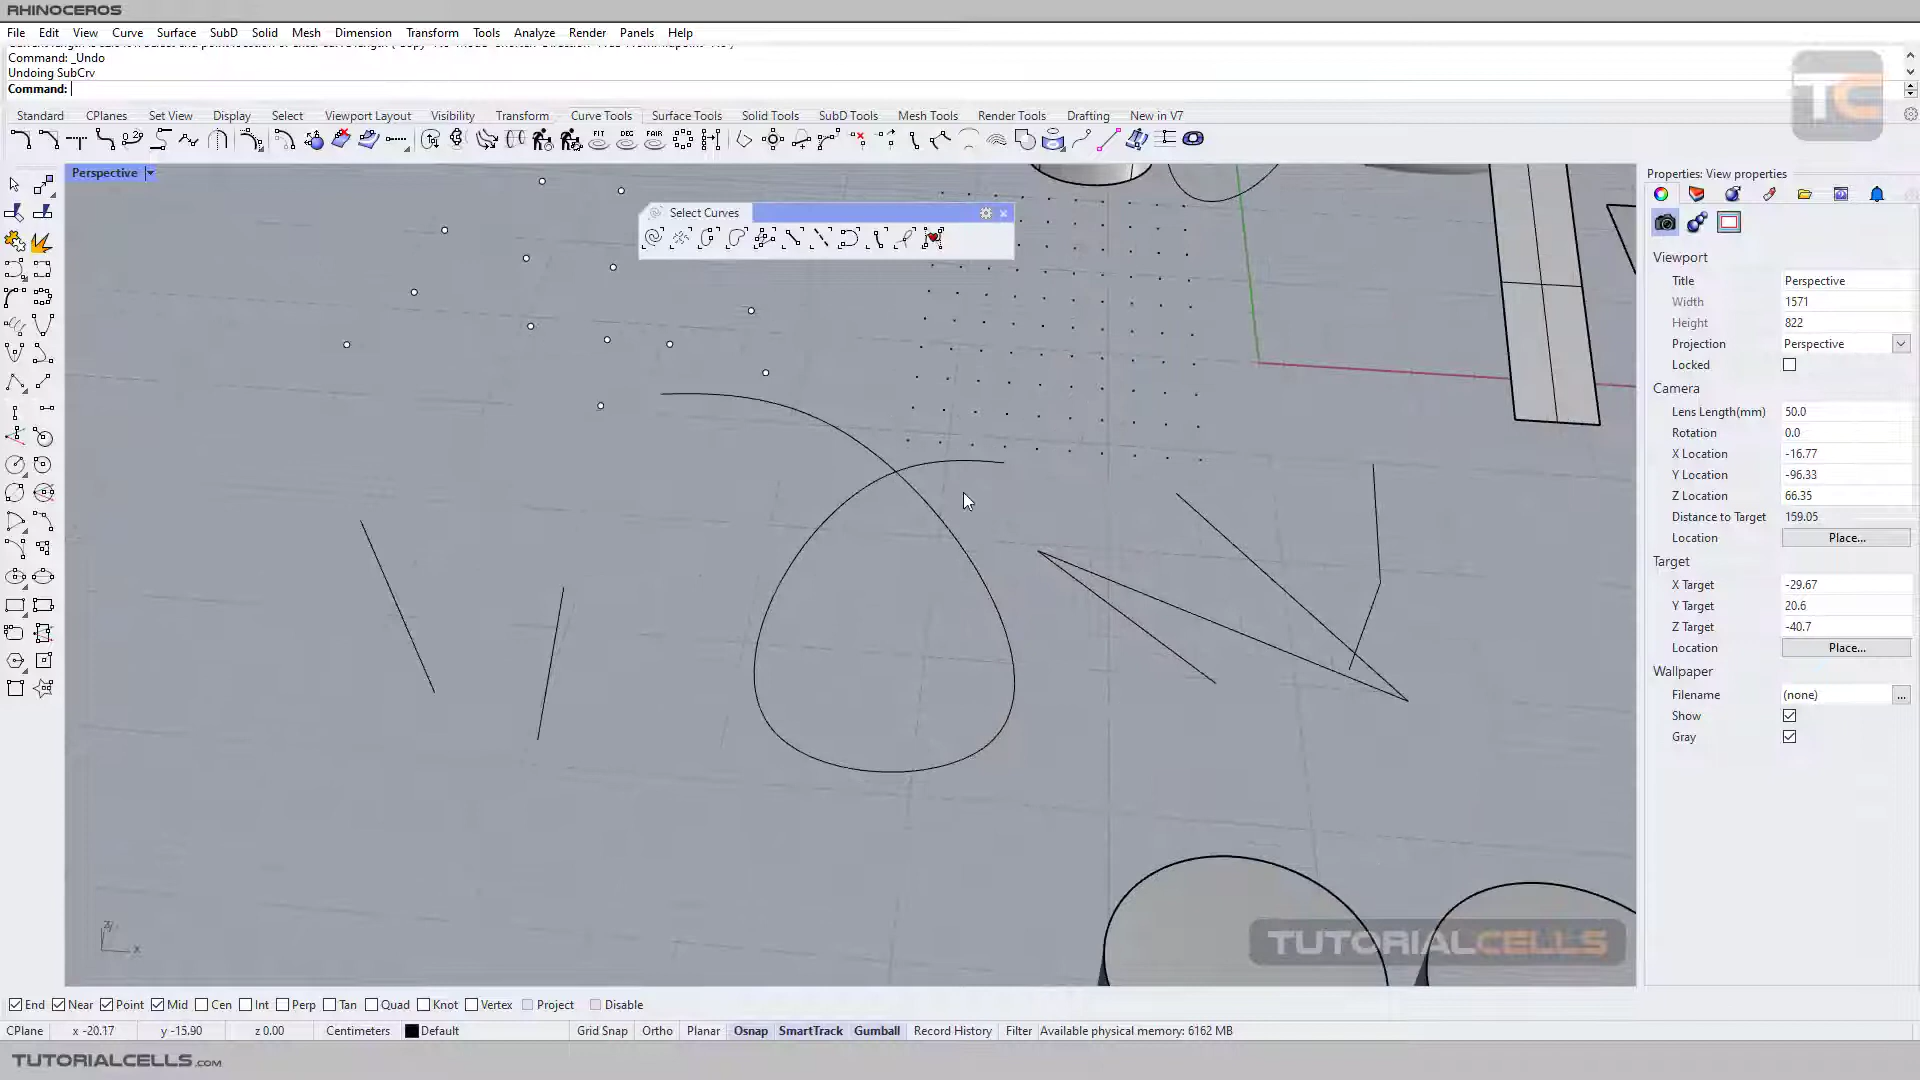 RHINOCEROS
File Edit View Curve Surface SubD Solid Mesh Transform Dimension Transform Tools Analyze Render Panels Help
Command: _Undo
Undoing SubCrv
Command:
Standard CPlanes Set View Display Select Viewport Layout Visibility Transform Curve Tools Surface Tools Solid Tools SubD Tools Mesh Tools Render Tools Drafting New in V7
FIT DEG FAIR
TC
Perspective
Select Curves
Properties: View properties
Viewport
Title Perspective
Width 1571
Height 822
Projection Perspective
Locked
Camera
Lens Length(mm) 50.0
Rotation 0.0
X Location -16.77
Y Location -96.33
Z Location 66.35
Distance to Target 159.05
Location Place...
Target
X Target -29.67
Y Target 20.6
Z Target -40.7
Location Place...
Wallpaper
Filename (none) ...
Show
Gray
x
TUTORIALCELLS
End Near Point Mid Cen Int Perp Tan Quad Knot Vertex Project Disable
CPlane x -20.17 y -15.90 z 0.00 Centimeters Default Grid Snap Ortho Planar Osnap SmartTrack Gumball Record History Filter Available physical memory: 6162 MB
TUTORIALCELLS.COM